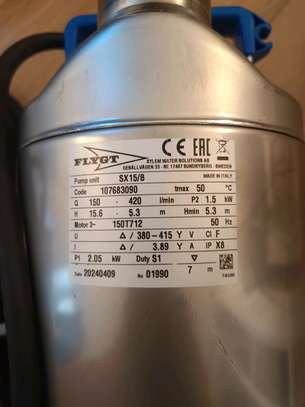 FLYGT
CE EAC
XYLEM WATER SOLUTIONS AB
GESÄLLVÄGEN 33 - SE 17487 SUNDBYBERG - SWEDEN
Pump unit SX15/B MADE IN ITALY
Code 107683090 tmax 50 °C
Q 150 - 420 l/min P2 1.5 kW
H 15.6 - 5.3 m Hmin 5.3 m
Motor 3~ 150T712 50 Hz
U Δ / 380-415 Y V Cl F
I Δ / 3.89 Y A IP X8
P1 2.05 kW Duty S1 7 m
Date 20240409 No 01990